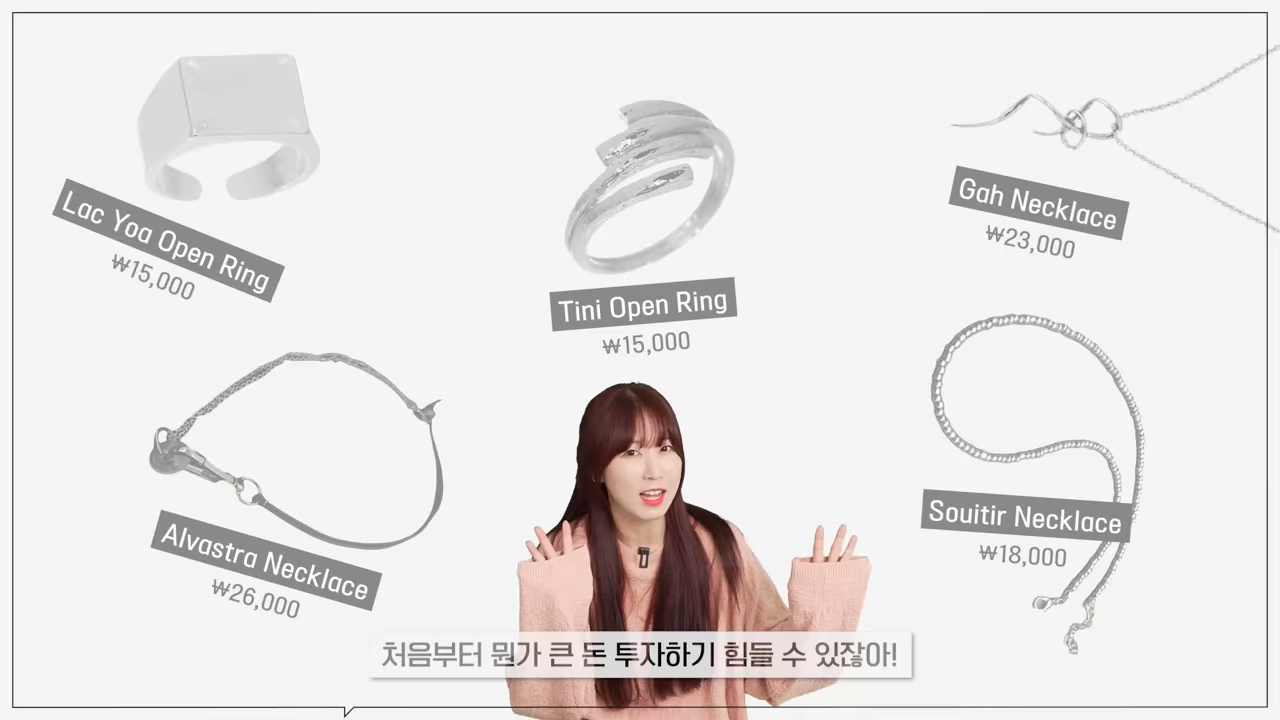 Lac Yoa Open Ring
₩15,000
Tini Open Ring
₩15,000
Gah Necklace
₩23,000
Alvastra Necklace
₩26,000
Souitir Necklace
₩18,000
처음부터 뭔가 큰 돈 투자하기 힘들 수 있잖아!